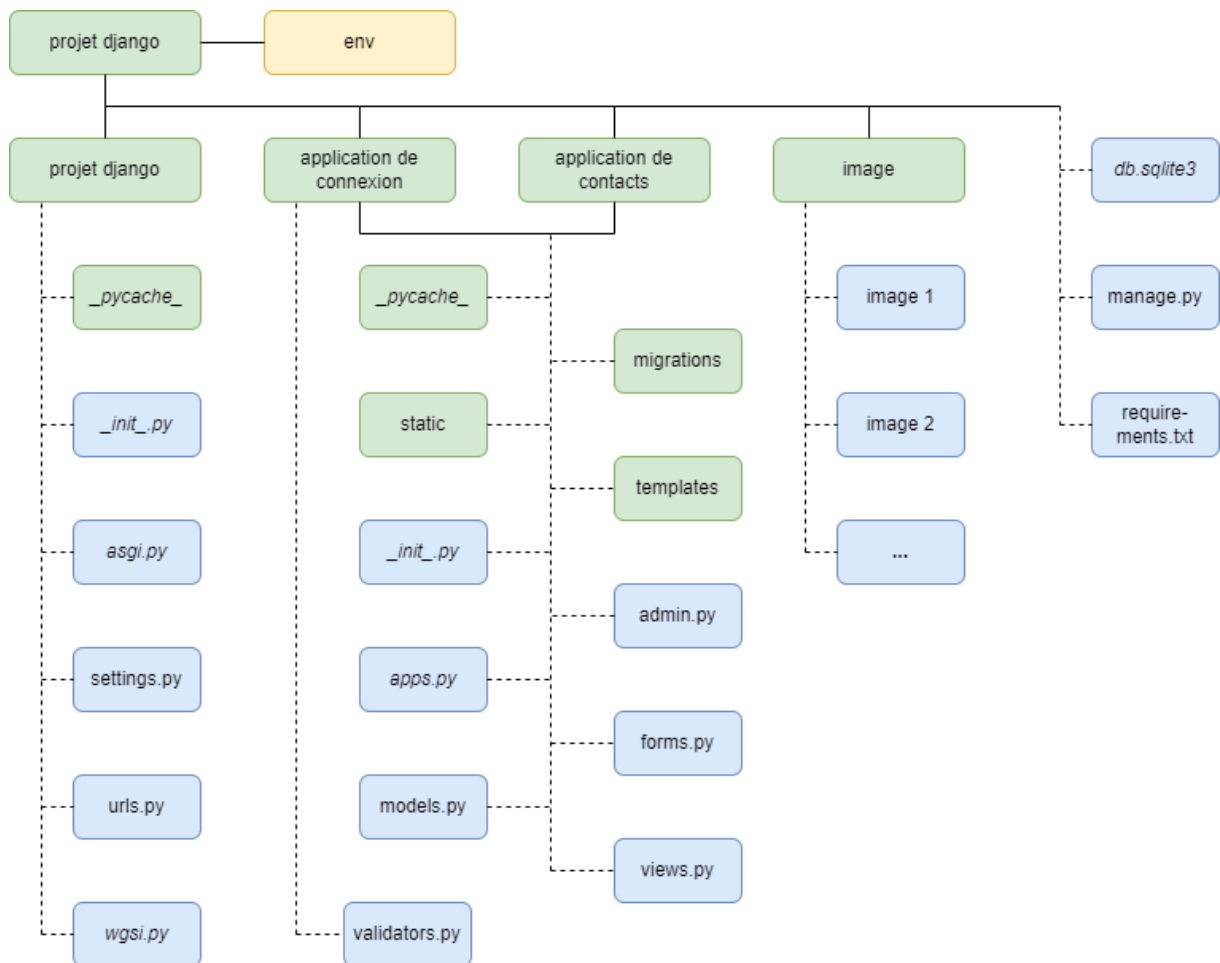 projet django
env
projet django
application de
connexion
application de
contacts
image
db.sqlite3
_pycache_
_pycache_
image 1
manage.py
migrations
_init_.py
static
image 2
require-
ments.txt
templates
asgi.py
_init_.py
...
admin.py
settings.py
apps.py
forms.py
urls.py
models.py
views.py
wgsi.py
validators.py